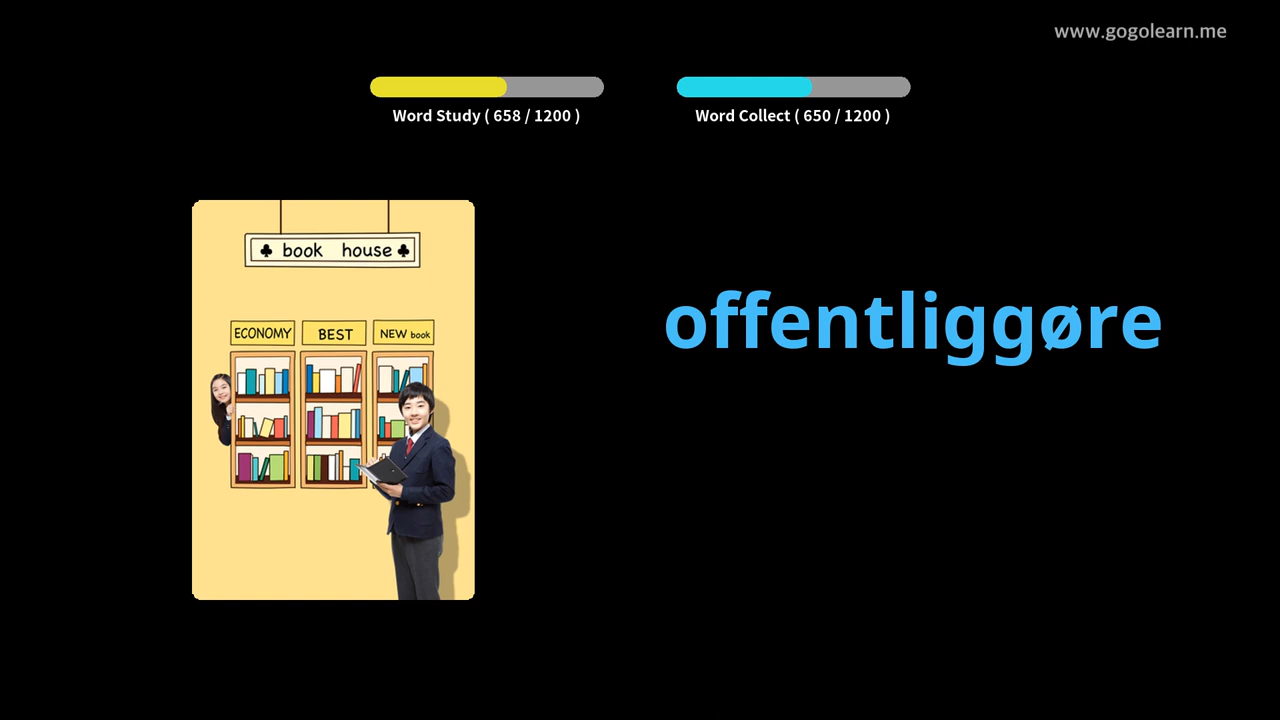 www.gogolearn.me
Word Study ( 658 / 1200 )
Word Collect ( 650 / 1200 )
♣ book house ♣
ECONOMY
BEST
NEW book
offentliggøre